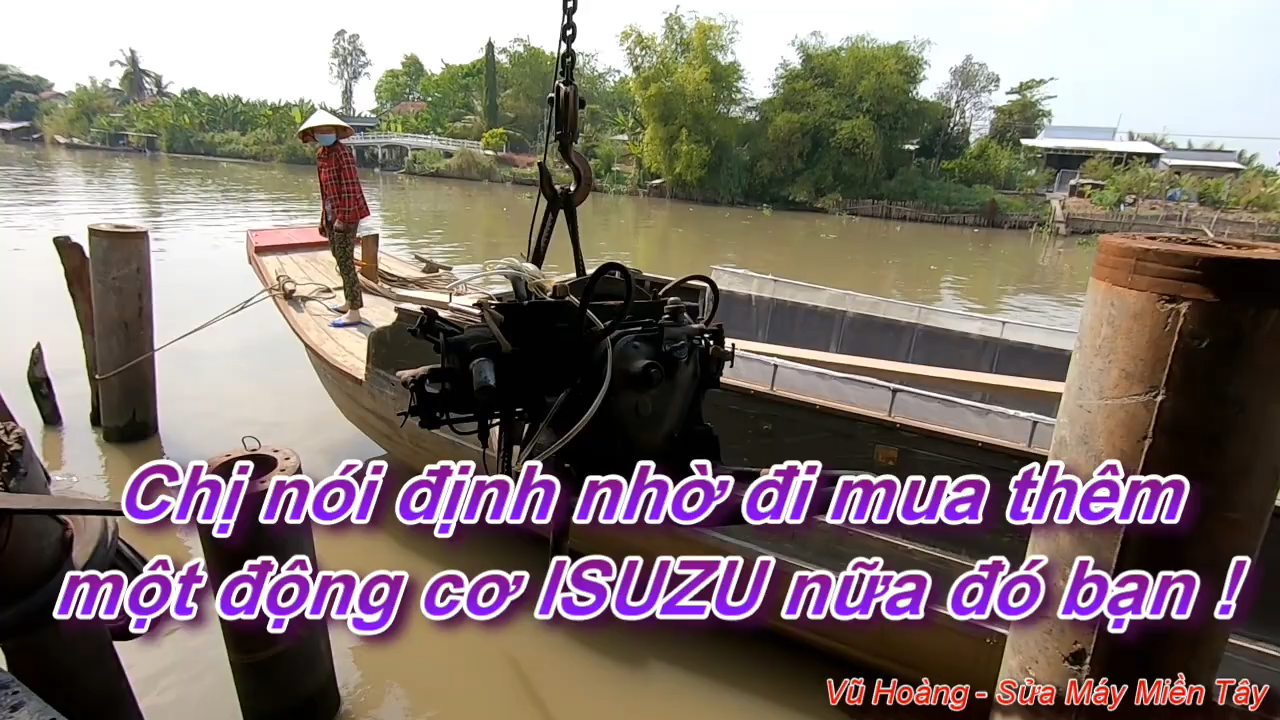 Chị nói định nhờ đi mua thêm
một động cơ ISUZU nữa đó bạn !
Vũ Hoàng - Sửa Máy Miền Tây